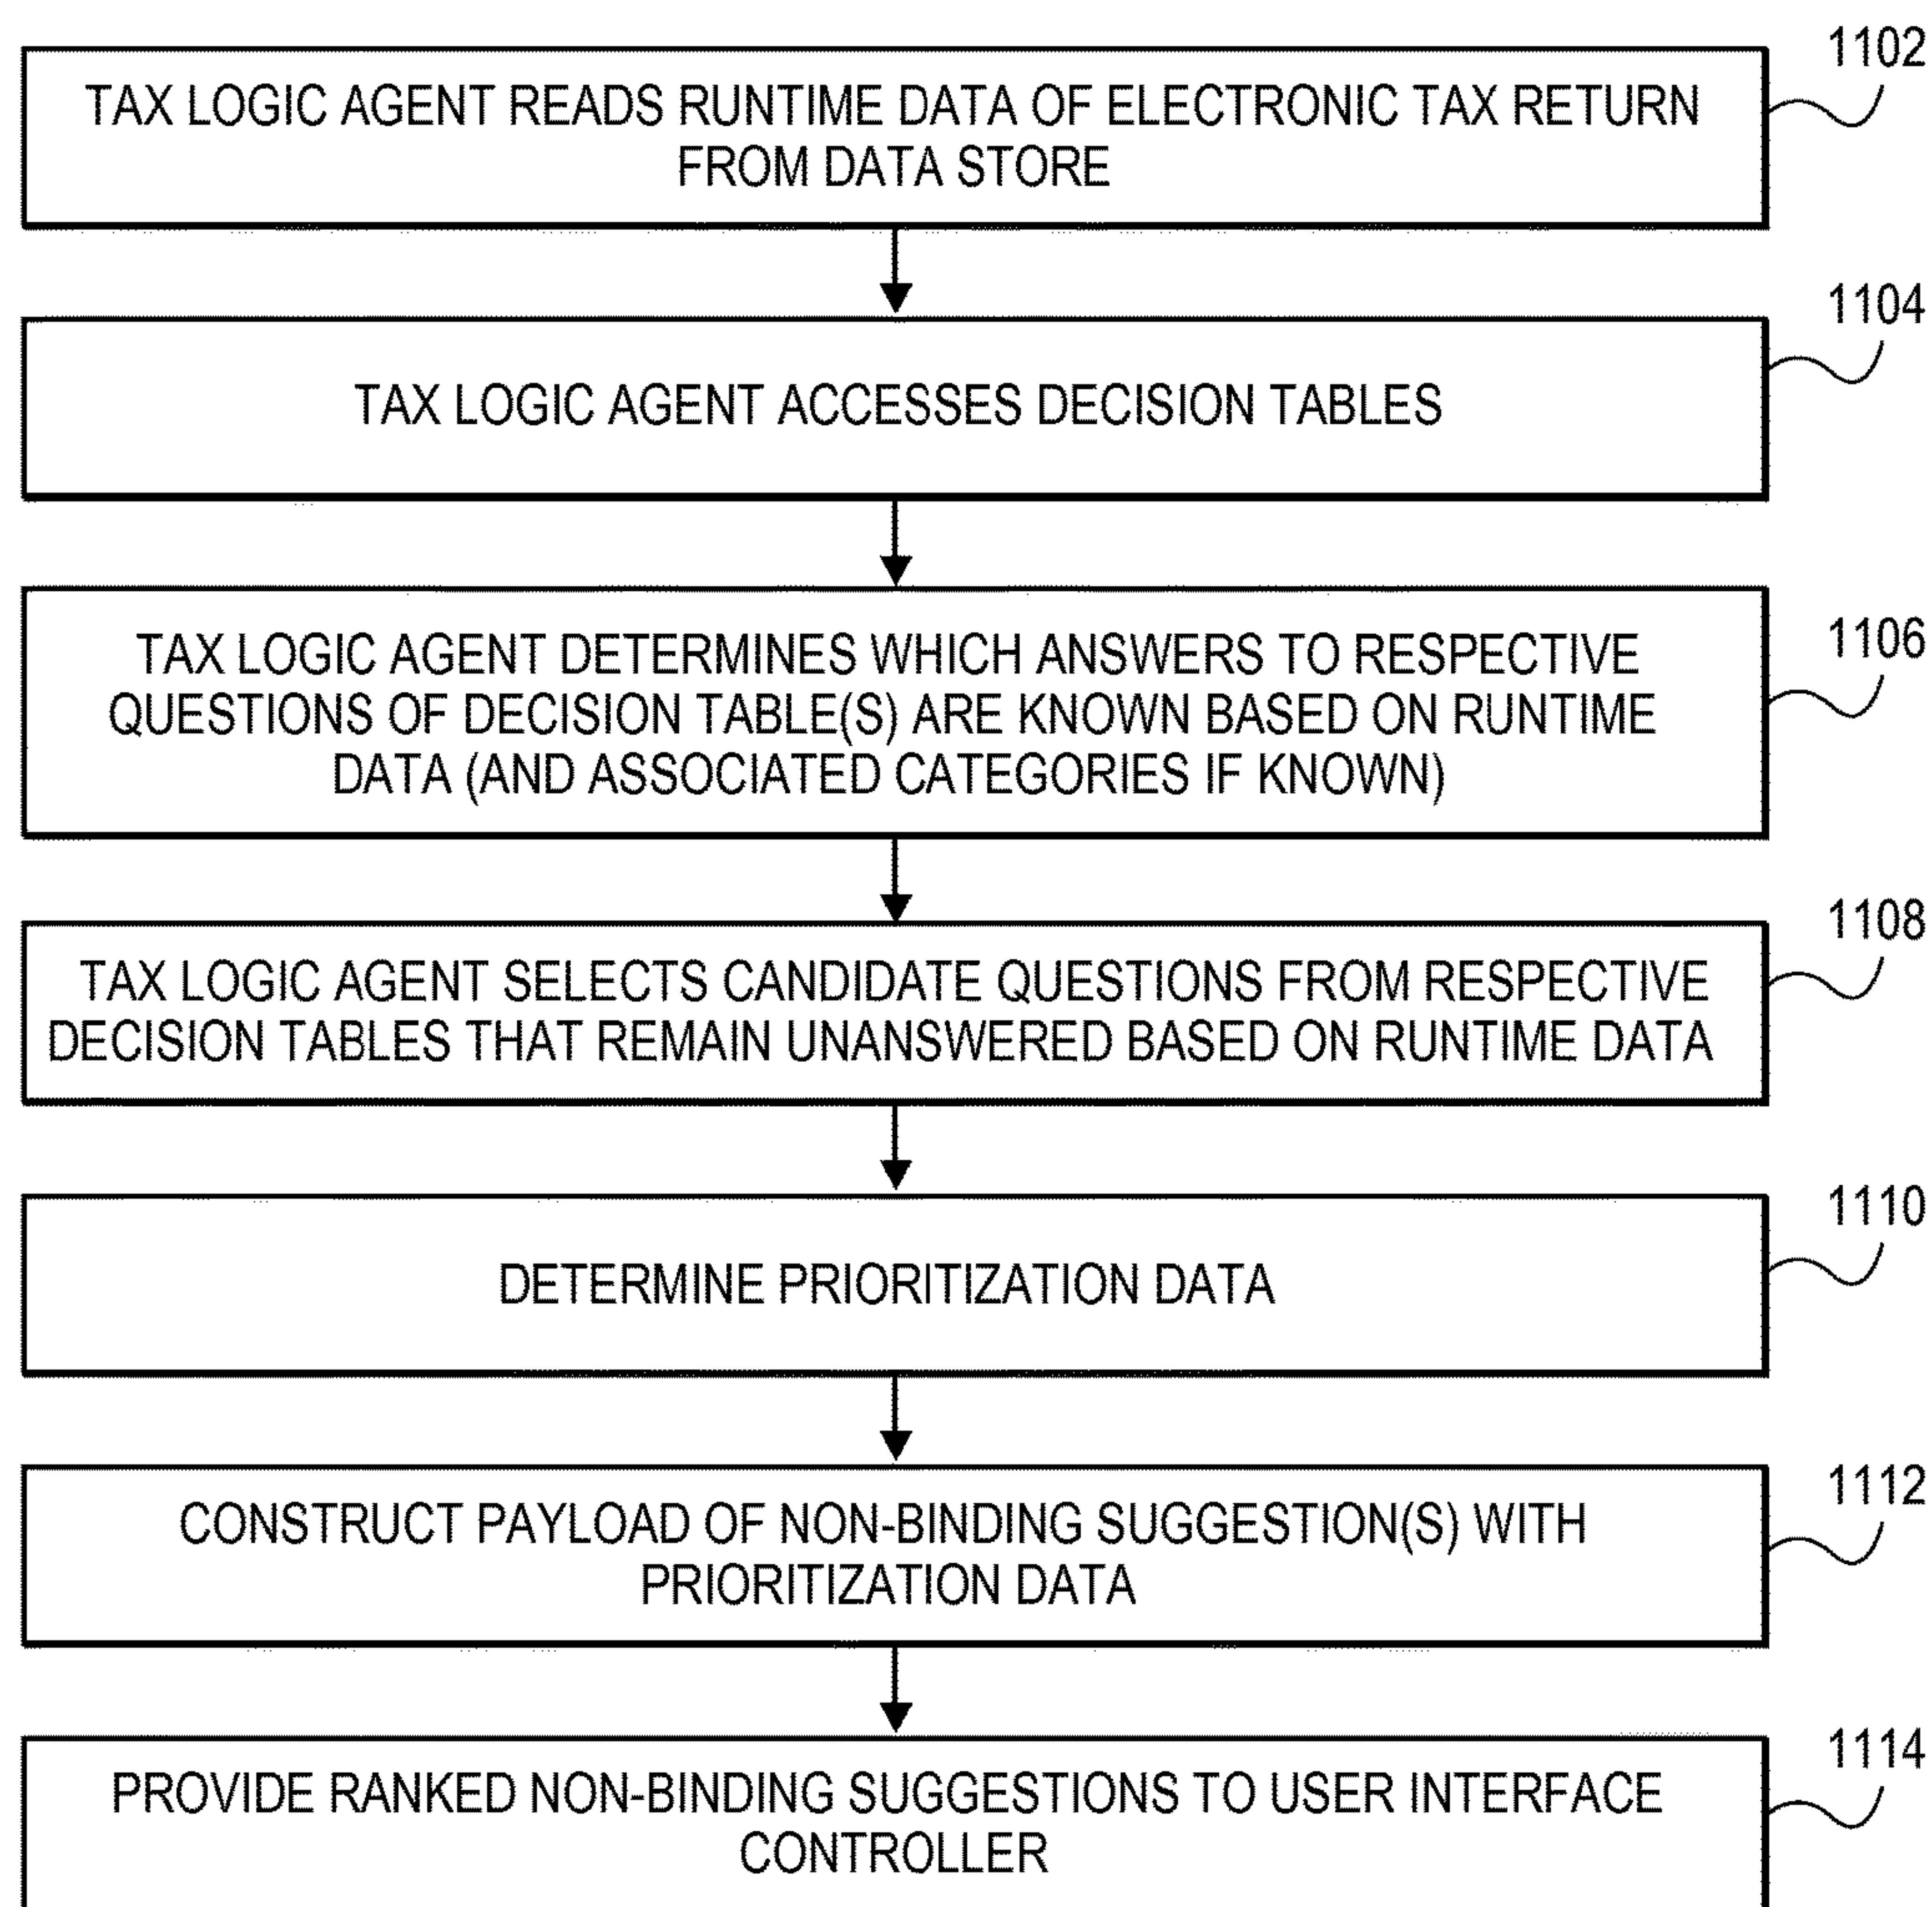 1102
TAX LOGIC AGENT READS RUNTIME DATA OF ELECTRONIC TAX RETURN
FROM DATA STORE
1104
TAX LOGIC AGENT ACCESSES DECISION TABLES
1106
TAX LOGIC AGENT DETERMINES WHICH ANSWERS TO RESPECTIVE
QUESTIONS OF DECISION TABLE(S) ARE KNOWN BASED ON RUNTIME
DATA (AND ASSOCIATED CATEGORIES IF KNOWN)
1108
TAX LOGIC AGENT SELECTS CANDIDATE QUESTIONS FROM RESPECTIVE
DECISION TABLES THAT REMAIN UNANSWERED BASED ON RUNTIME DATA
1110
DETERMINE PRIORITIZATION DATA
1112
CONSTRUCT PAYLOAD OF NON-BINDING SUGGESTION(S) WITH
PRIORITIZATION DATA
1114
PROVIDE RANKED NON-BINDING SUGGESTIONS TO USER INTERFACE
CONTROLLER